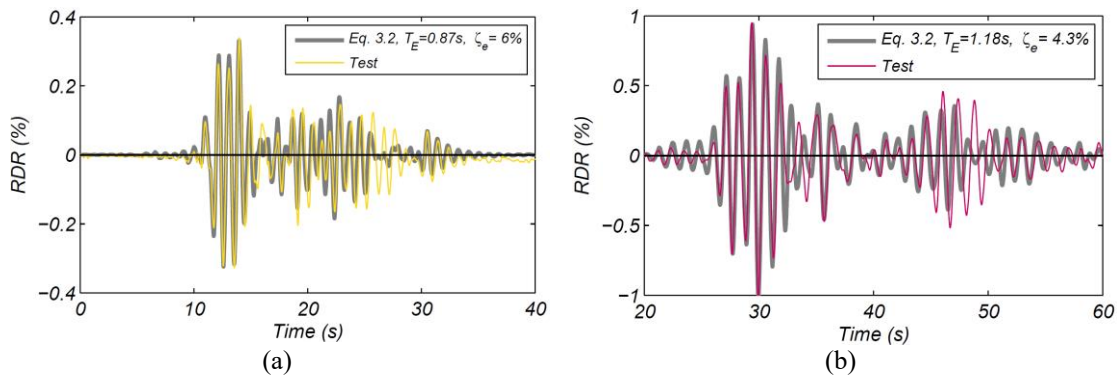 0.4
0.2
0
−0.2
−0.4
RDR (%)
Eq. 3.2, T_E=0.87s, ζ_e= 6%
Test
0
10
20
30
40
Time (s)
(a)
1
0.5
0
−0.5
−1
RDR (%)
Eq. 3.2, T_E=1.18s, ζ_e= 4.3%
Test
20
30
40
50
60
Time (s)
(b)